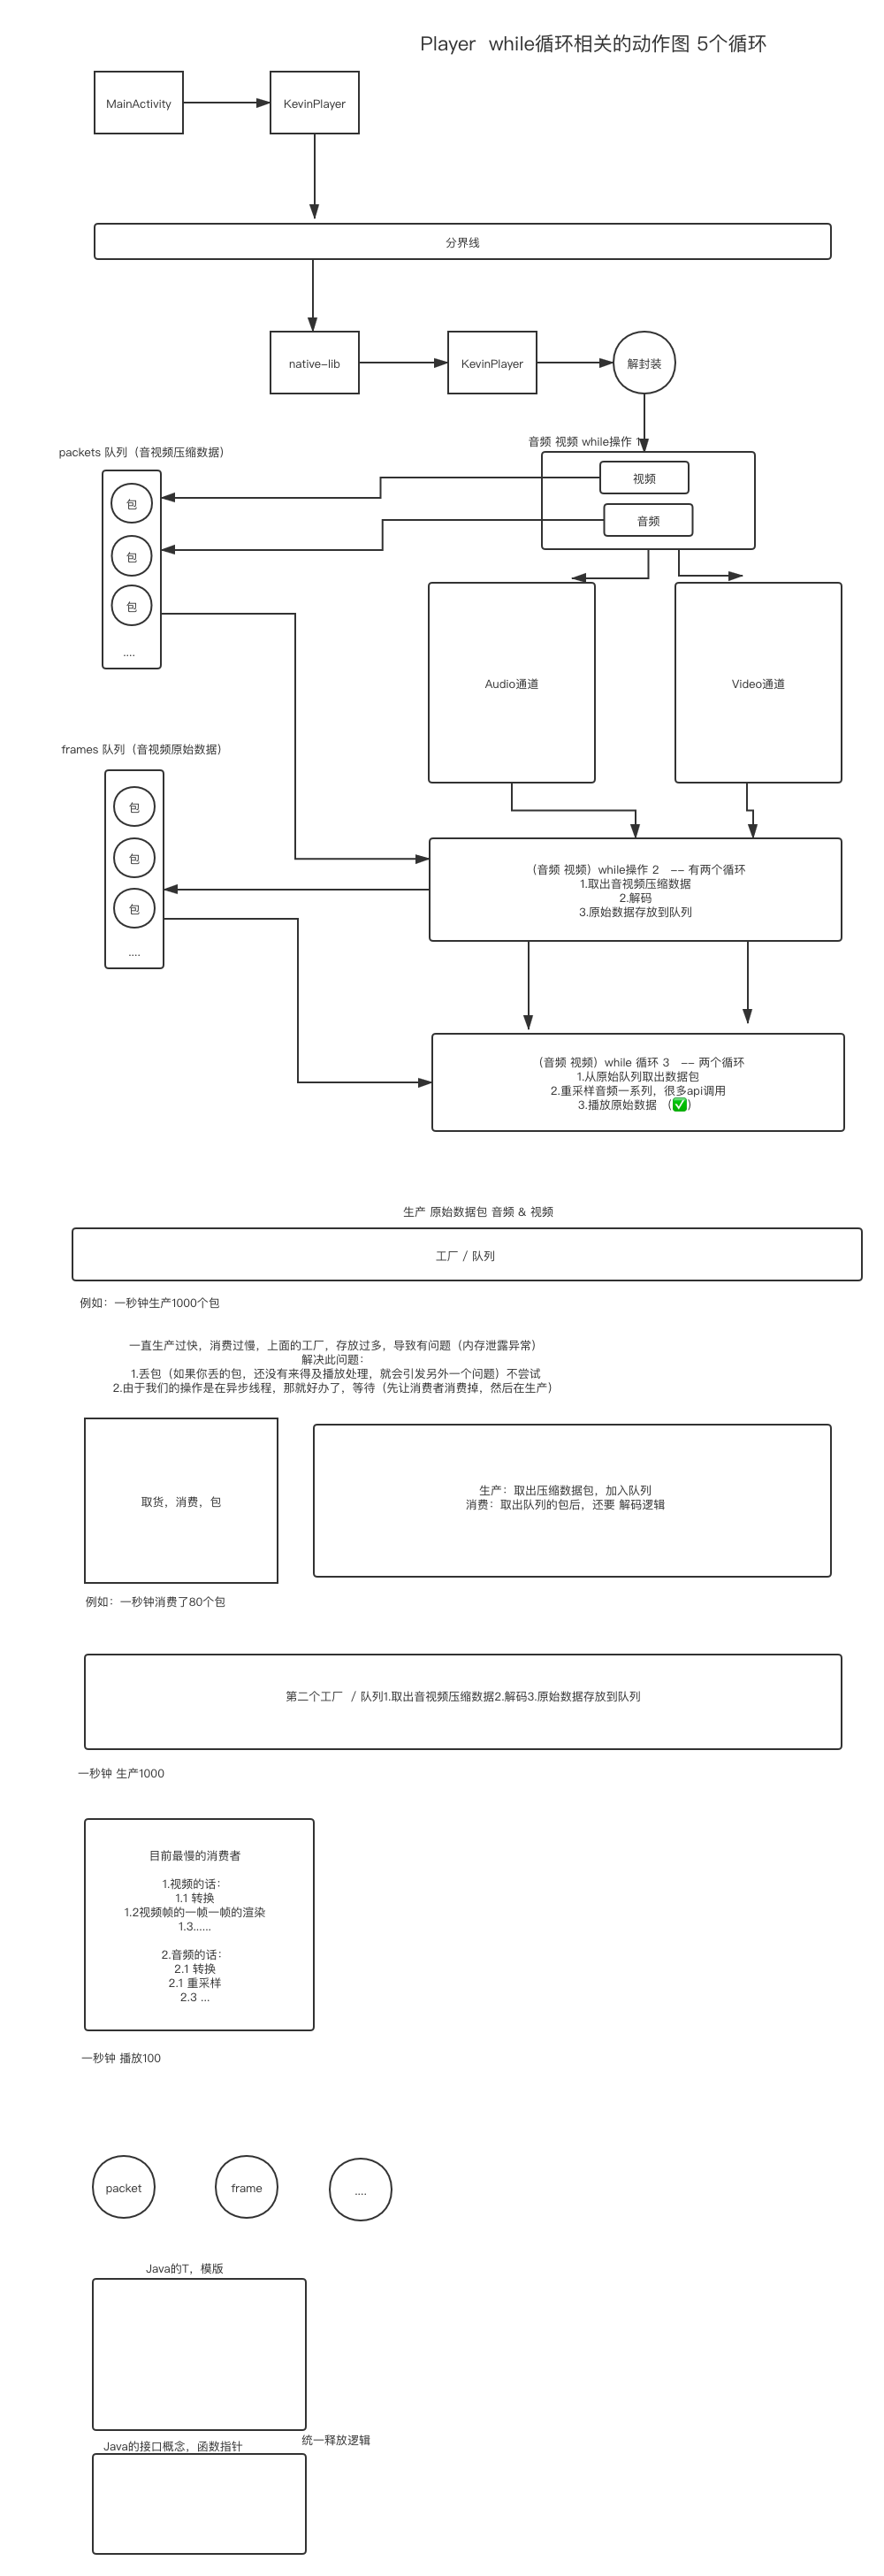 Player  while循环相关的动作图 5个循环
MainActivity
KevinPlayer
分界线
native-lib
KevinPlayer
解封装
音频 视频 while操作 1
packets 队列（音视频压缩数据）
视频
包
音频
包
包
....
Audio通道
Video通道
frames 队列（音视频原始数据）
包
包
包
....
（音频 视频）while操作 2   -- 有两个循环
1.取出音视频压缩数据
2.解码
3.原始数据存放到队列
（音频 视频）while 循环 3   -- 两个循环
1.从原始队列取出数据包
2.重采样音频一系列，很多api调用
3.播放原始数据 （✅）
生产 原始数据包 音频 & 视频
工厂 / 队列
例如：一秒钟生产1000个包
一直生产过快，消费过慢，上面的工厂，存放过多，导致有问题（内存泄露异常）
解决此问题：
1.丢包（如果你丢的包，还没有来得及播放处理，就会引发另外一个问题）不尝试
2.由于我们的操作是在异步线程，那就好办了，等待（先让消费者消费掉，然后在生产）
取货，消费，包
生产：取出压缩数据包，加入队列
消费：取出队列的包后，还要 解码逻辑
例如：一秒钟消费了80个包
第二个工厂  / 队列1.取出音视频压缩数据2.解码3.原始数据存放到队列
一秒钟 生产1000
目前最慢的消费者
1.视频的话：
1.1 转换
1.2视频帧的一帧一帧的渲染
1.3......
2.音频的话：
2.1 转换
2.1 重采样
2.3 ...
一秒钟 播放100
packet
frame
....
Java的T，模版
统一释放逻辑
Java的接口概念，函数指针